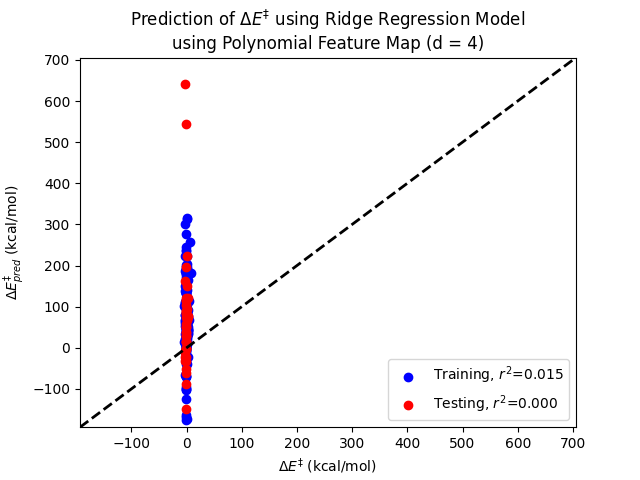 Prediction of ΔE‡ using Ridge Regression Model
using Polynomial Feature Map (d = 4)
700
600
500
400
300
200
100
0
−100
ΔE‡pred (kcal/mol)
Training, r²=0.015
Testing, r²=0.000
−100 0 100 200 300 400 500 600 700
ΔE‡ (kcal/mol)